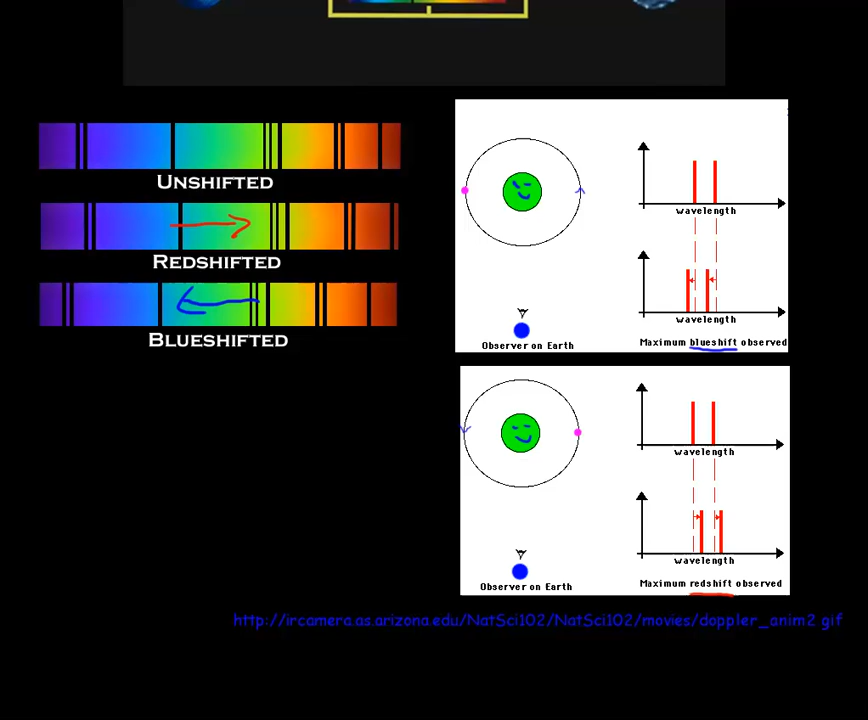 UNSHIFTED
REDSHIFTED
BLUESHIFTED
wavelength
wavelength
Observer on Earth
Maximum blueshift observed
wavelength
wavelength
Observer on Earth
Maximum redshift observed
http://ircamera.as.arizona.edu/NatSci102/NatSci102/movies/doppler_anim2 gif